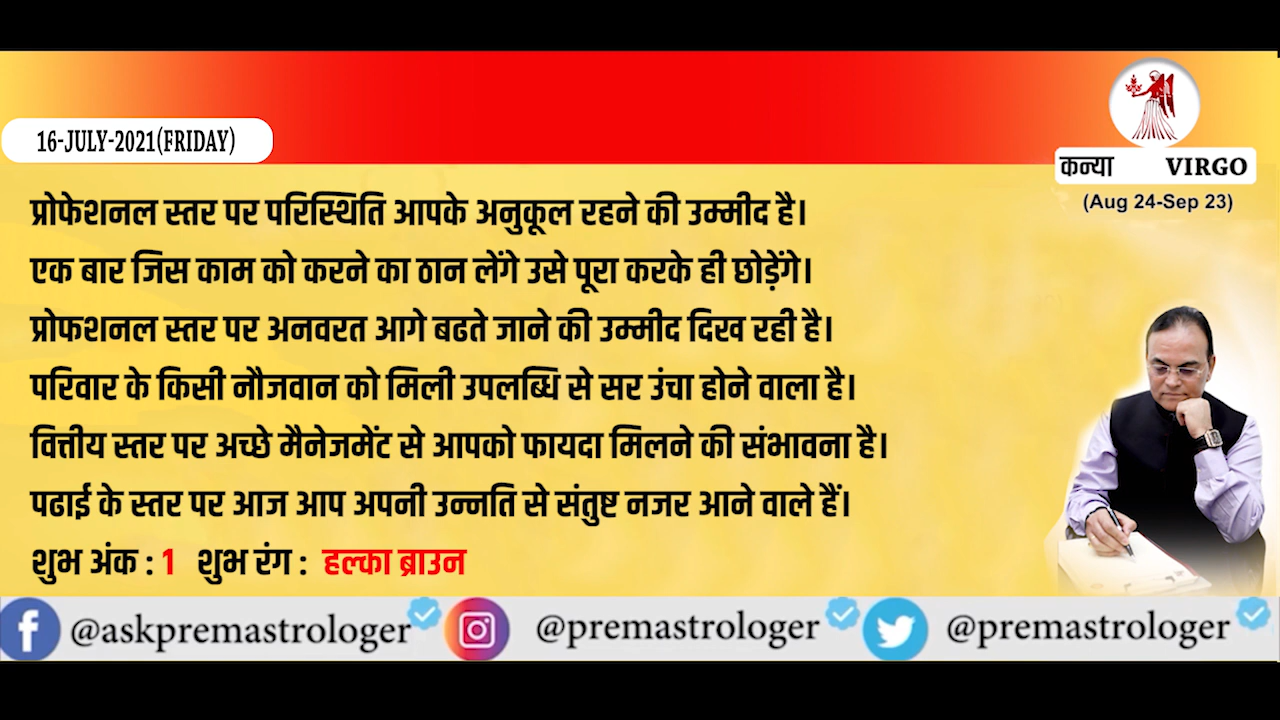 16-JULY-2021(FRIDAY)
कन्या VIRGO
(Aug 24-Sep 23)
प्रोफेशनल स्तर पर परिस्थिति आपके अनुकूल रहने की उम्मीद है।
एक बार जिस काम को करने का ठान लेंगे उसे पूरा करके ही छोड़ेंगे।
प्रोफशनल स्तर पर अनवरत आगे बढते जाने की उम्मीद दिख रही है।
परिवार के किसी नौजवान को मिली उपलब्धि से सर उंचा होने वाला है।
वित्तीय स्तर पर अच्छे मैनेजमेंट से आपको फायदा मिलने की संभावना है।
पढाई के स्तर पर आज आप अपनी उन्नति से संतुष्ट नजर आने वाले हैं।
शुभ अंक : 1 शुभ रंग : हल्का ब्राउन
@askpremastrologer @premastrologer @premastrologer